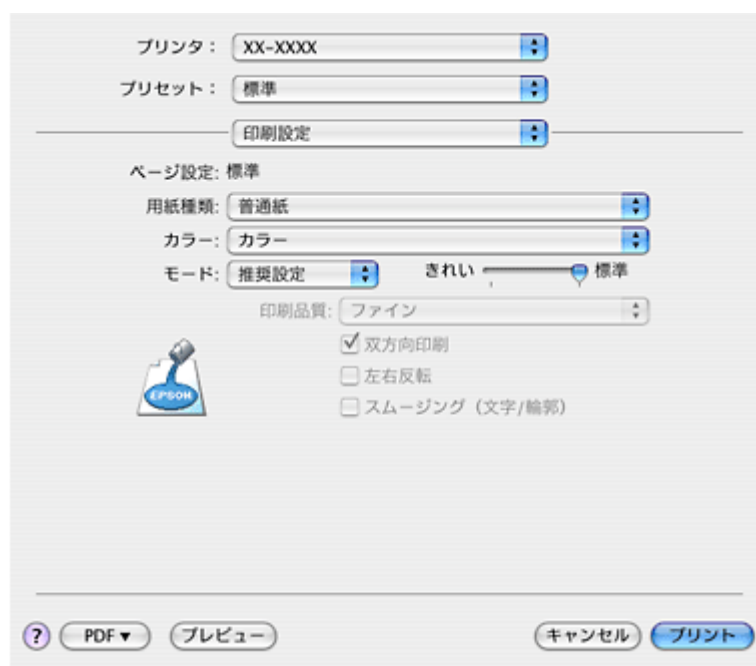 プリンタ： XX-XXXX
プリセット： 標準
印刷設定
ページ設定: 標準
用紙種類: 普通紙
カラー: カラー
モード: 推奨設定 きれい 標準
印刷品質: ファイン
双方向印刷
左右反転
スムージング（文字/輪郭）
EPSON
? PDF▼ プレビュー キャンセル プリント